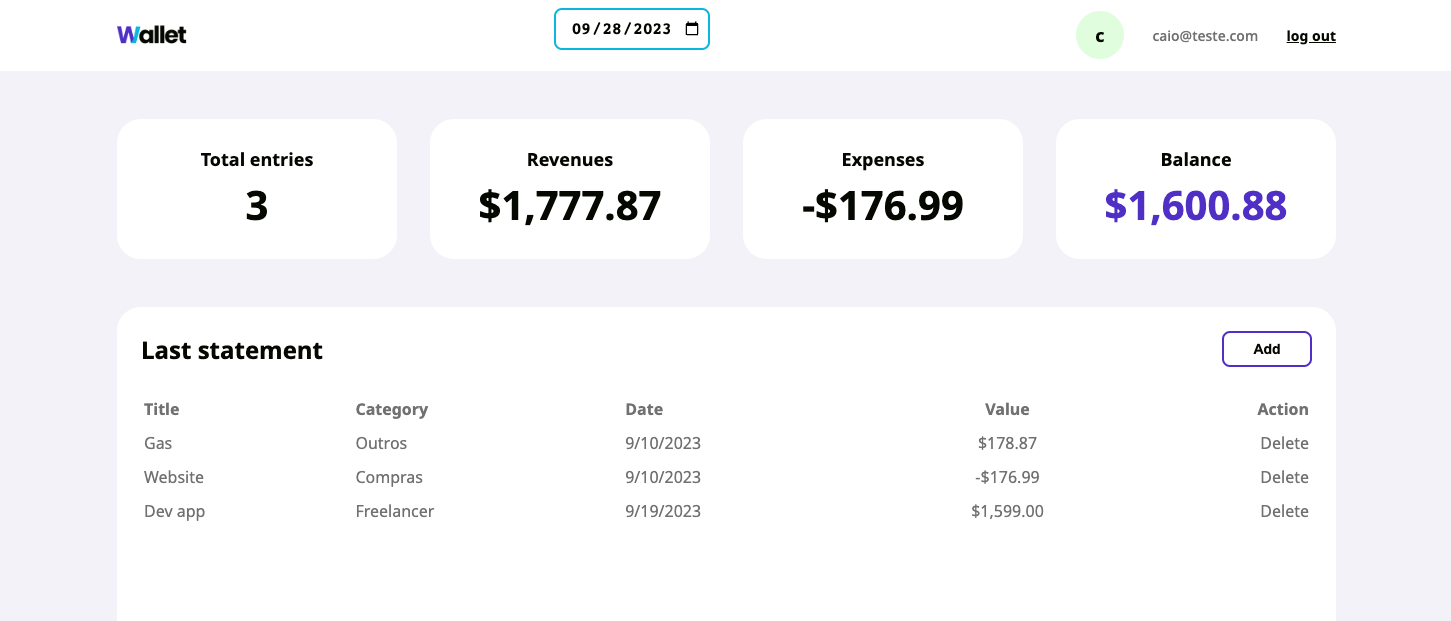 Wallet
09/28/2023
c
caio@teste.com
log out
Total entries
3
Revenues
$1,777.87
Expenses
-$176.99
Balance
$1,600.88
Last statement
Add
Title Category Date Value Action
Gas Outros 9/10/2023 $178.87 Delete
Website Compras 9/10/2023 -$176.99 Delete
Dev app Freelancer 9/19/2023 $1,599.00 Delete